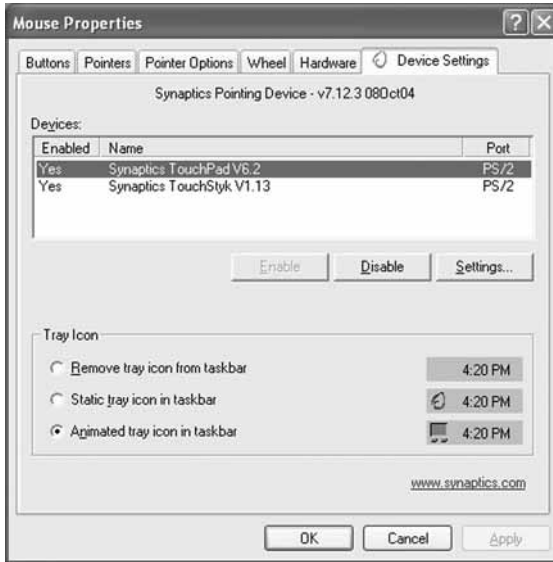 Mouse Properties
Buttons Pointers Pointer Options Wheel Hardware Device Settings
Synaptics Pointing Device - v7.12.3 08Oct04
Devices:
Enabled Name Port
Yes Synaptics TouchPad V6.2 PS/2
Yes Synaptics TouchStyk V1.13 PS/2
Enable Disable Settings...
Tray Icon
Remove tray icon from taskbar 4:20 PM
Static tray icon in taskbar 4:20 PM
Animated tray icon in taskbar 4:20 PM
www.synaptics.com
OK Cancel Apply